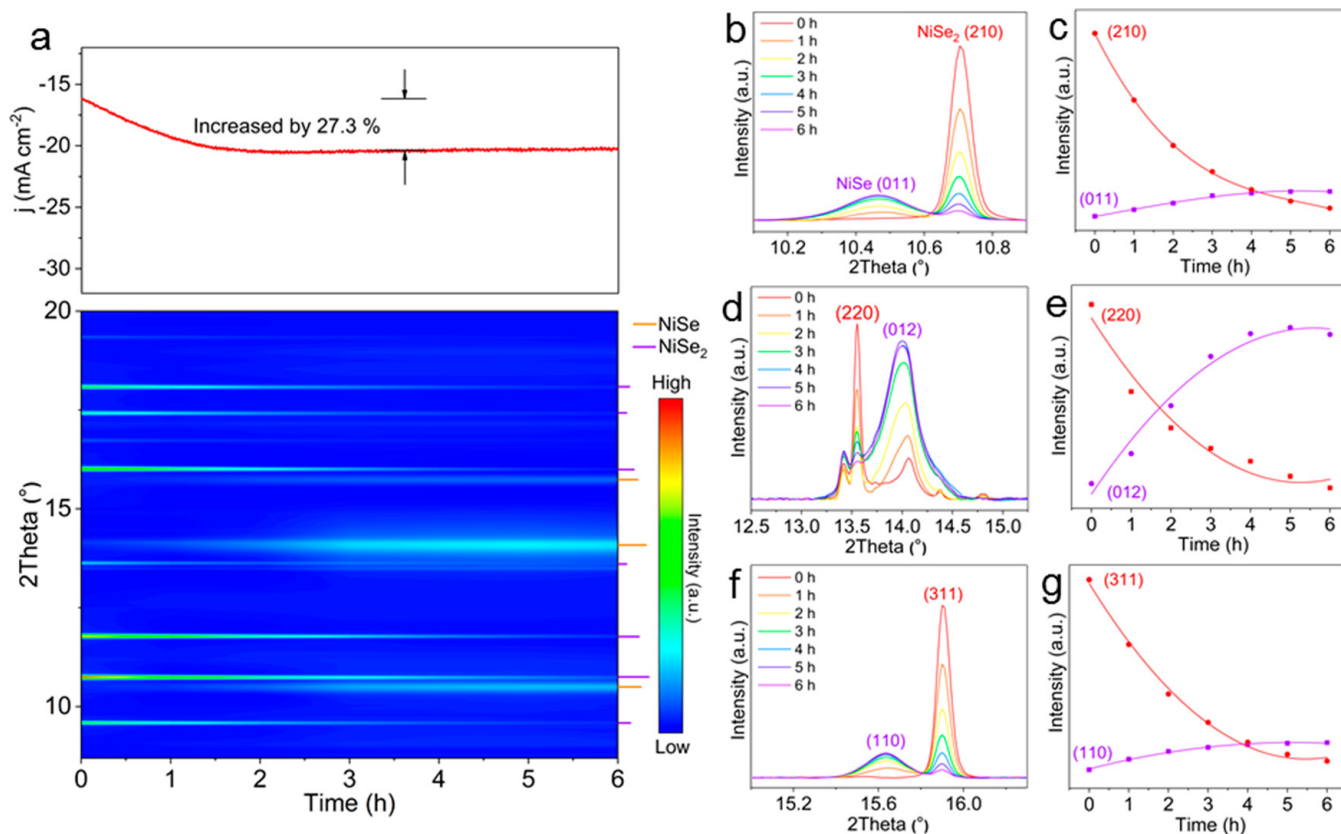 a
-15
-20
-25
-30
j (mA cm⁻²)
Increased by 27.3 %
20
15
10
2Theta (°)
0 1 2 3 4 5 6
Time (h)
NiSe
NiSe₂
High
Intensity (a.u.)
Low
b
0 h
1 h
2 h
3 h
4 h
5 h
6 h
NiSe₂ (210)
NiSe (011)
Intensity (a.u.)
10.2 10.4 10.6 10.8
2Theta (°)
c
(210)
(011)
Intensity (a.u.)
0 1 2 3 4 5 6
Time (h)
d
0 h
1 h
2 h
3 h
4 h
5 h
6 h
(220)
(012)
Intensity (a.u.)
12.5 13.0 13.5 14.0 14.5 15.0
2Theta (°)
e
(220)
(012)
Intensity (a.u.)
0 1 2 3 4 5 6
Time (h)
f
0 h
1 h
2 h
3 h
4 h
5 h
6 h
(311)
(110)
Intensity (a.u.)
15.2 15.6 16.0
2Theta (°)
g
(311)
(110)
Intensity (a.u.)
0 1 2 3 4 5 6
Time (h)